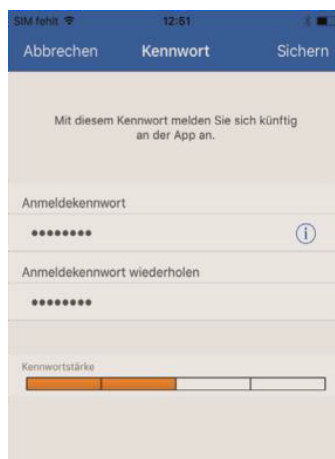 SIM fehlt 12:51
Abbrechen Kennwort Sichern
Mit diesem Kennwort melden Sie sich künftig
an der App an.
Anmeldekennwort
●●●●●●●●
Anmeldekennwort wiederholen
●●●●●●●●
Kennwortstärke